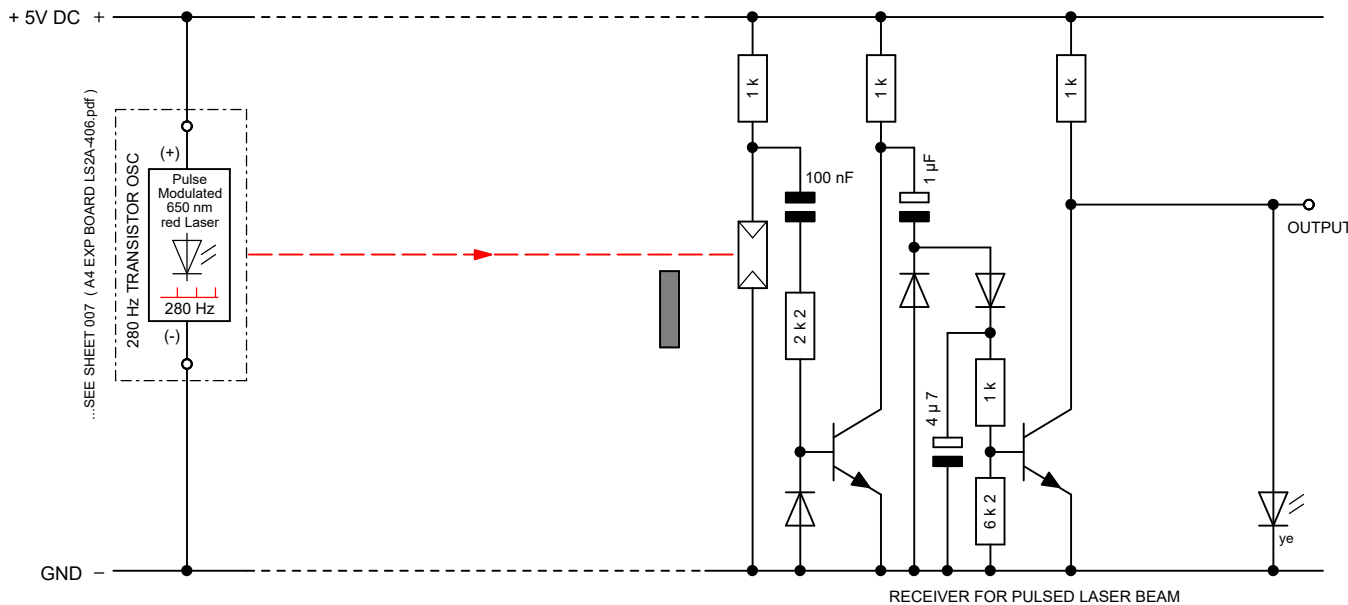 + 5V DC +
...SEE SHEET 007 ( A4 EXP BOARD LS2A-406.pdf )
280 Hz TRANSISTOR OSC
(+)
Pulse
Modulated
650 nm
red Laser
280 Hz
(-)
1 k
100 nF
2 k 2
1 k
1 µF
4 µ 7
1 k
6 k 2
1 k
OUTPUT
ye
GND -
RECEIVER FOR PULSED LASER BEAM